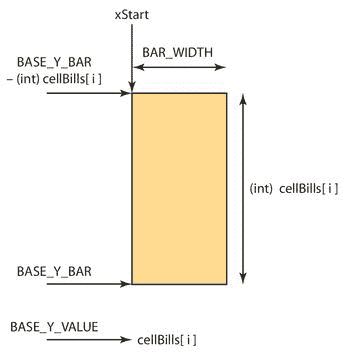 xStart
BAR_WIDTH
BASE_Y_BAR
– (int) cellBills[ i ]
(int) cellBills[ i ]
BASE_Y_BAR
BASE_Y_VALUE
cellBills[ i ]